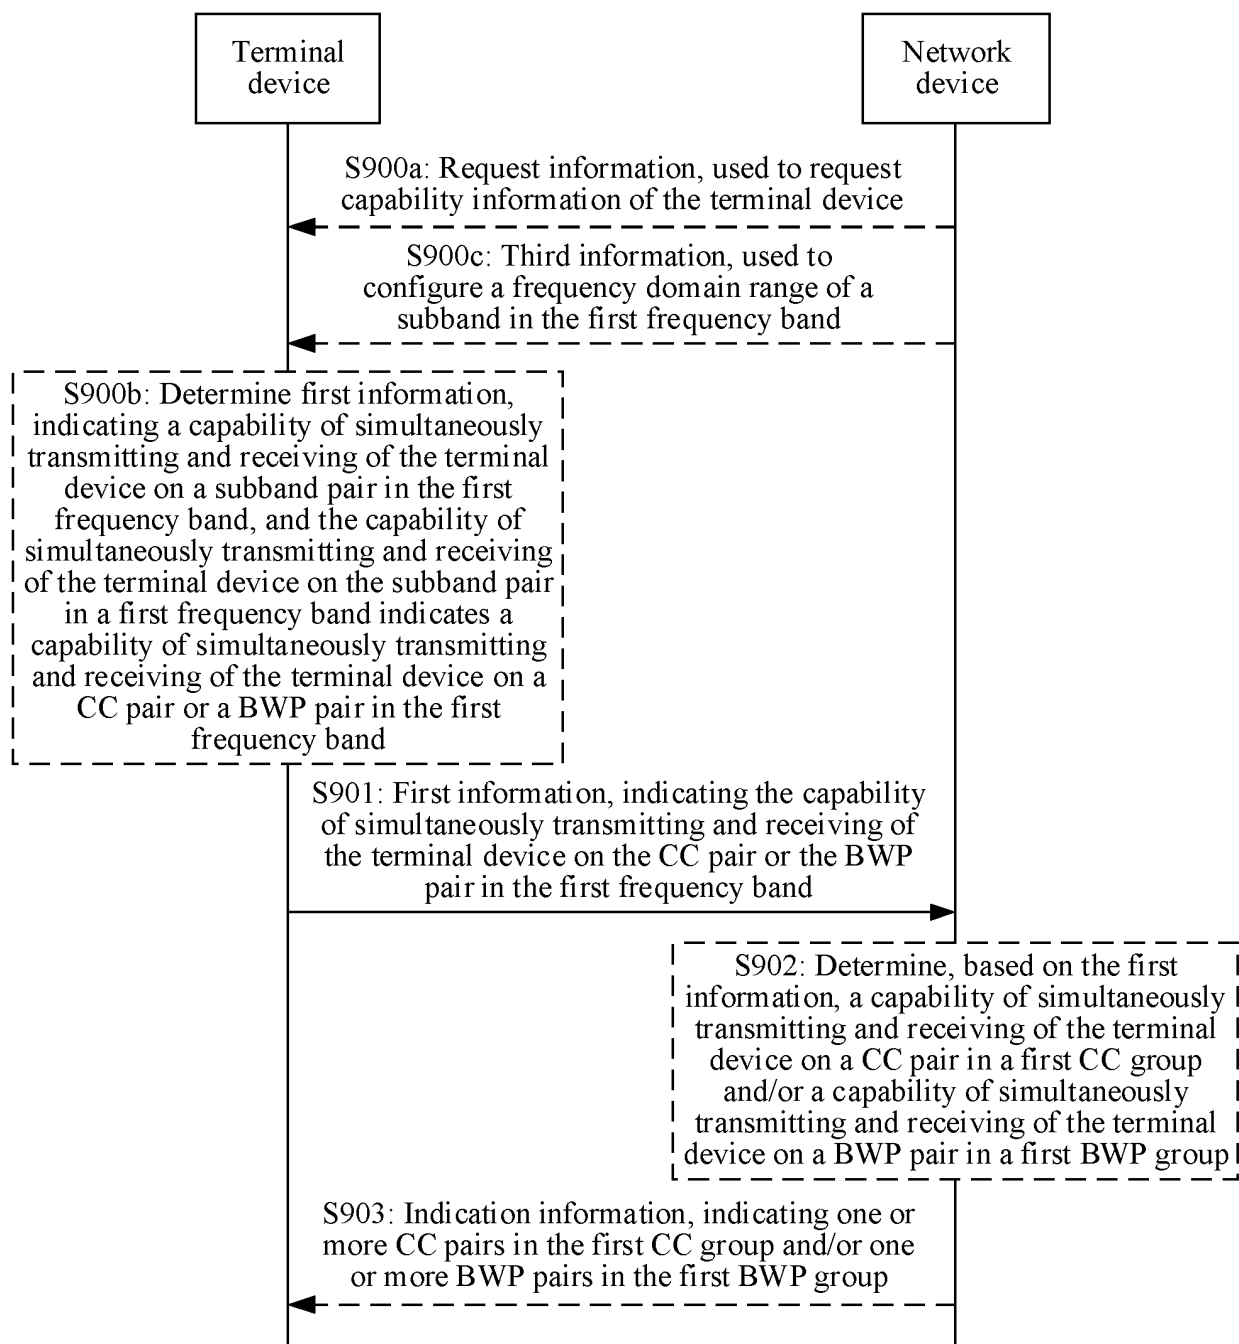 Terminal
device
Network
device
S900a: Request information, used to request
capability information of the terminal device
S900c: Third information, used to
configure a frequency domain range of a
subband in the first frequency band
S900b: Determine first information,
indicating a capability of simultaneously
transmitting and receiving of the terminal
device on a subband pair in the first
frequency band, and the capability of
simultaneously transmitting and receiving
of the terminal device on the subband pair
in a first frequency band indicates a
capability of simultaneously transmitting
and receiving of the terminal device on a
CC pair or a BWP pair in the first
frequency band
S901: First information, indicating the capability
of simultaneously transmitting and receiving of
the terminal device on the CC pair or the BWP
pair in the first frequency band
S902: Determine, based on the first
information, a capability of simultaneously
transmitting and receiving of the terminal
device on a CC pair in a first CC group
and/or a capability of simultaneously
transmitting and receiving of the terminal
device on a BWP pair in a first BWP group
S903: Indication information, indicating one or
more CC pairs in the first CC group and/or one
or more BWP pairs in the first BWP group